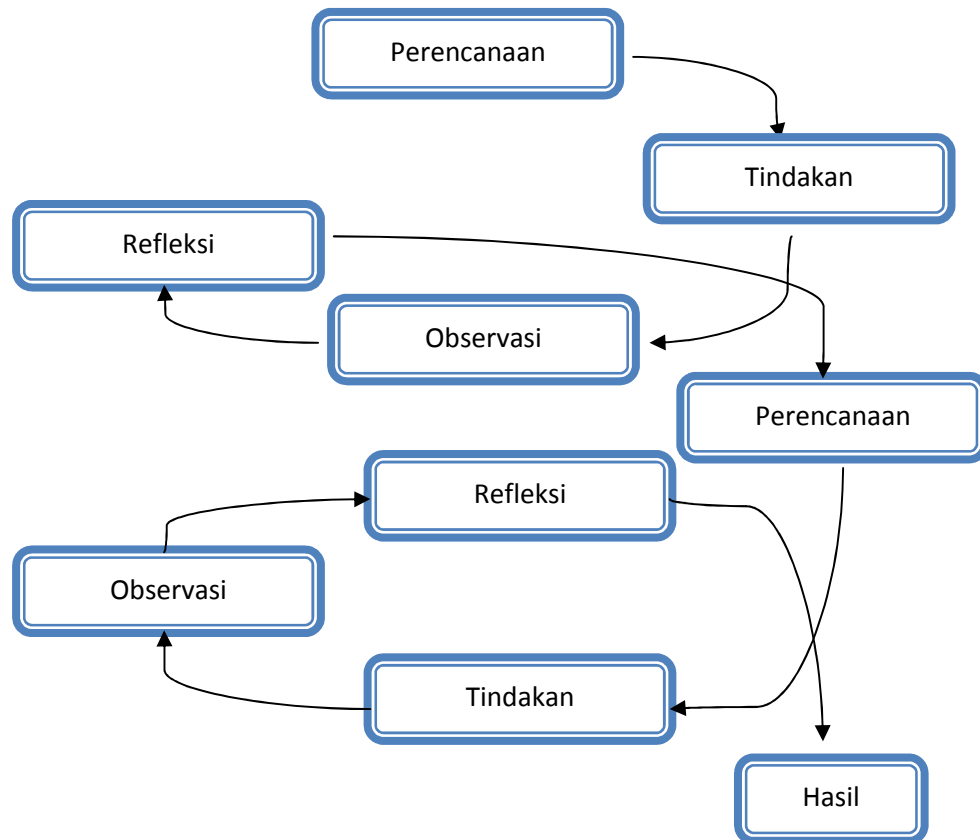 Perencanaan
Tindakan
Refleksi
Observasi
Perencanaan
Refleksi
Observasi
Tindakan
Hasil